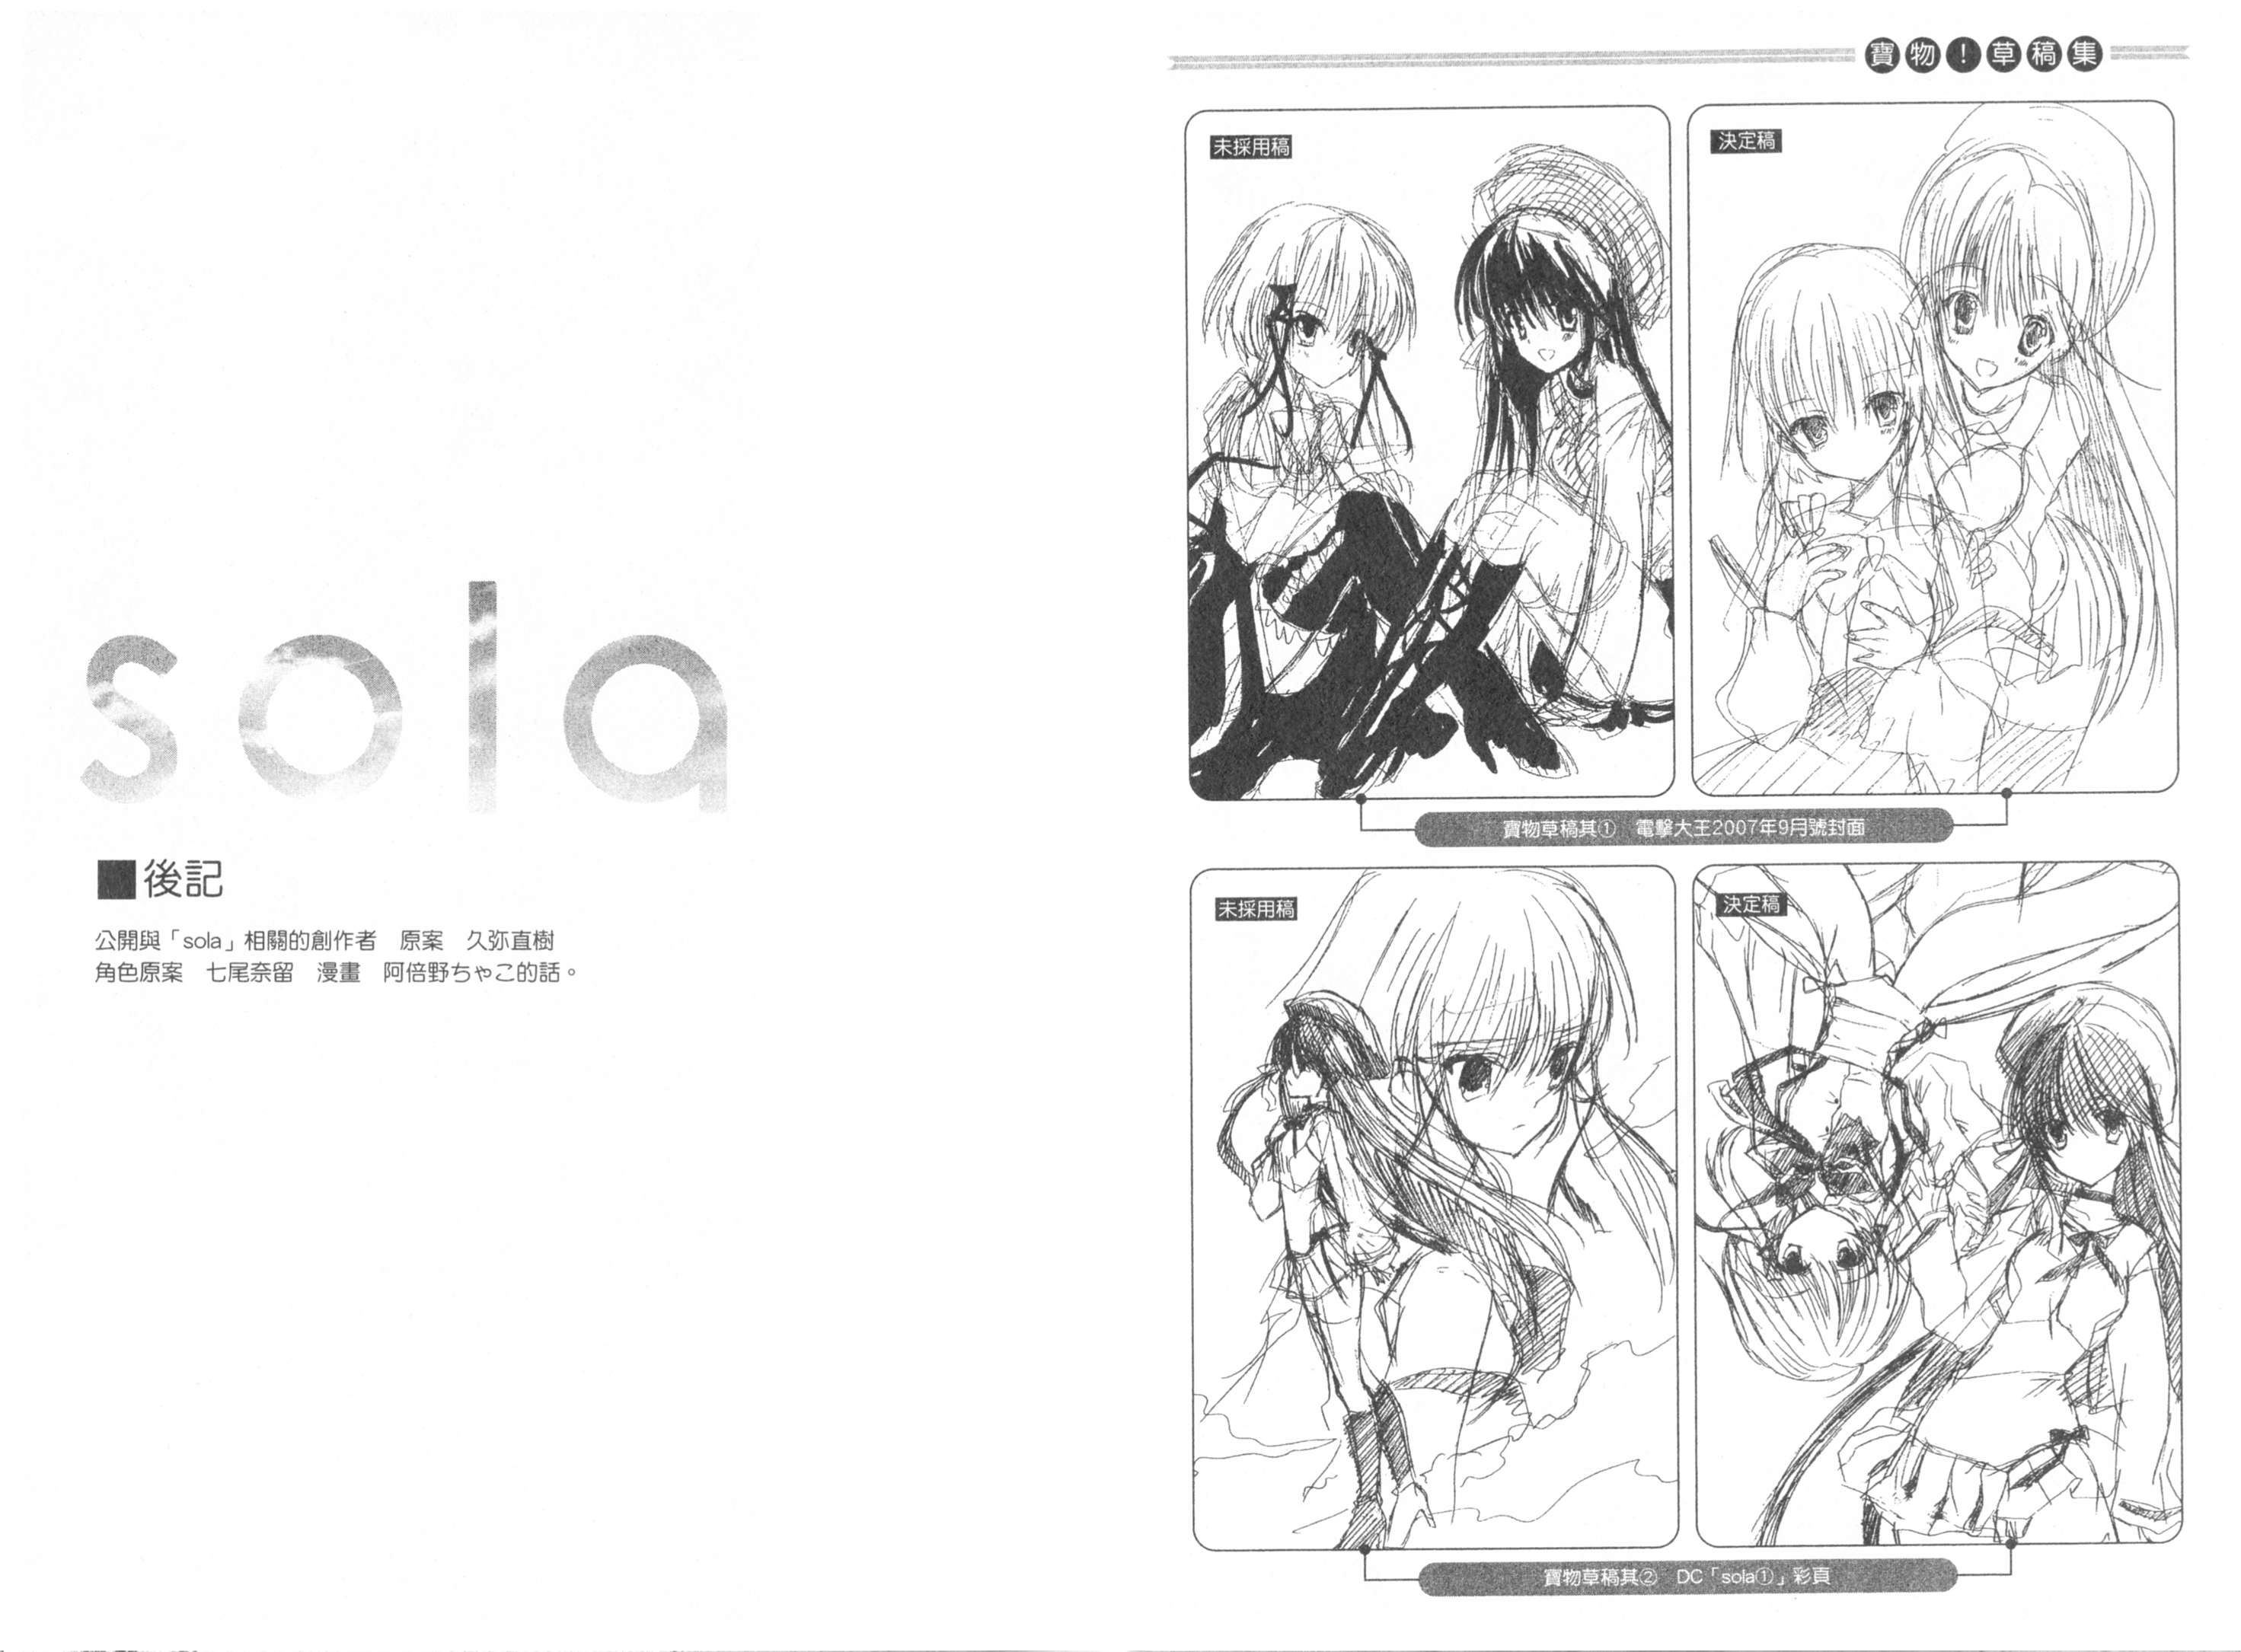 sola
■後記
公開與「sola」相關的創作者　原案　久弥直樹
角色原案　七尾奈留　漫畫　阿倍野ちゃこ的話。
寶物！草稿集
未採用稿
決定稿
寶物草稿其①　電擊大王2007年9月號封面
未採用稿
決定稿
寶物草稿其②　DC「sola①」彩頁